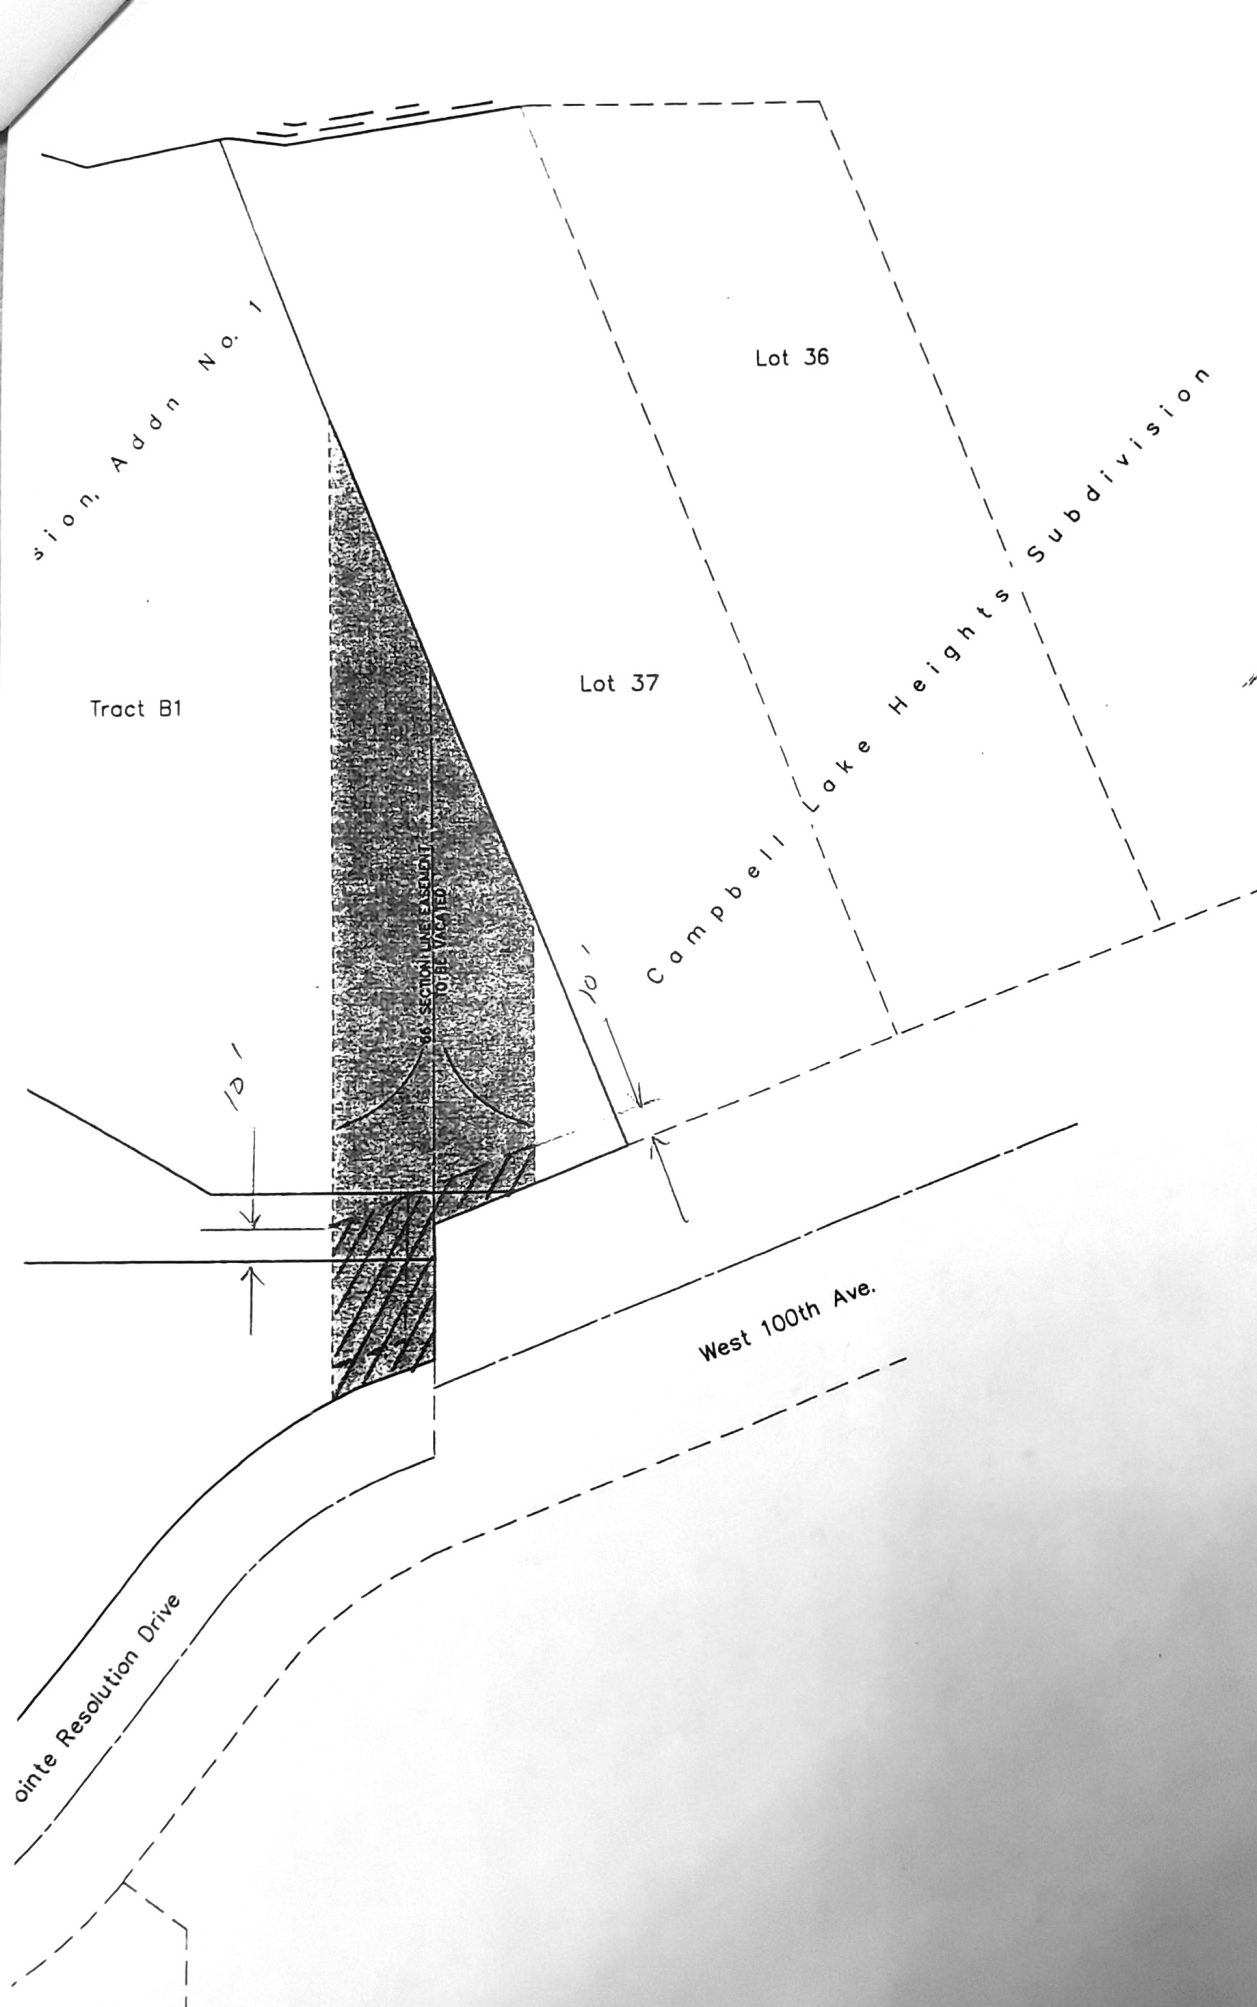 sion, Addn No. 1
Lot 36
Campbell Lake Heights Subdivision
Lot 37
Tract B1
66' SECTION LINE EASEMENT
TO BE VACATED
10'
10'
West 100th Ave.
ointe Resolution Drive